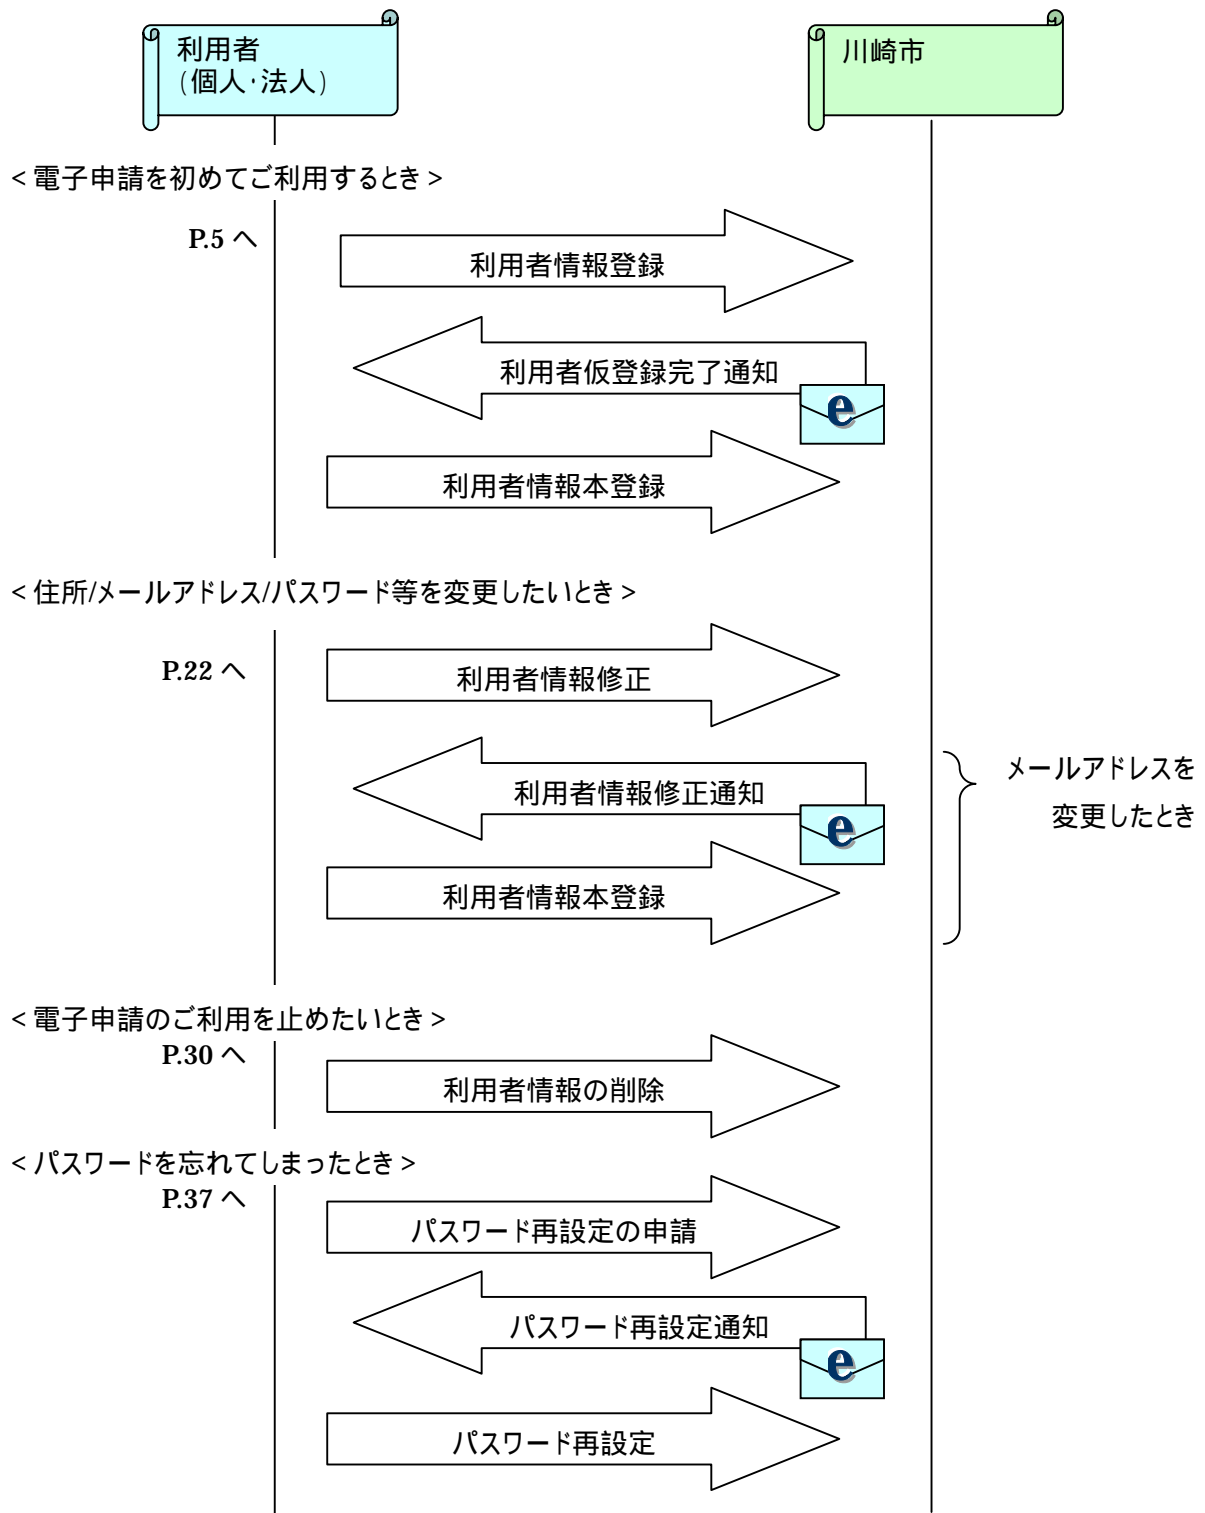 利用者
(個人・法人)
川崎市
<電子申請を初めてご利用するとき>
P.5 へ
利用者情報登録
利用者仮登録完了通知
e
利用者情報本登録
<住所/メールアドレス/パスワード等を変更したいとき>
P.22 へ
利用者情報修正
利用者情報修正通知
e
メールアドレスを
変更したとき
利用者情報本登録
<電子申請のご利用を止めたいとき>
P.30 へ
利用者情報の削除
<パスワードを忘れてしまったとき>
P.37 へ
パスワード再設定の申請
パスワード再設定通知
e
パスワード再設定